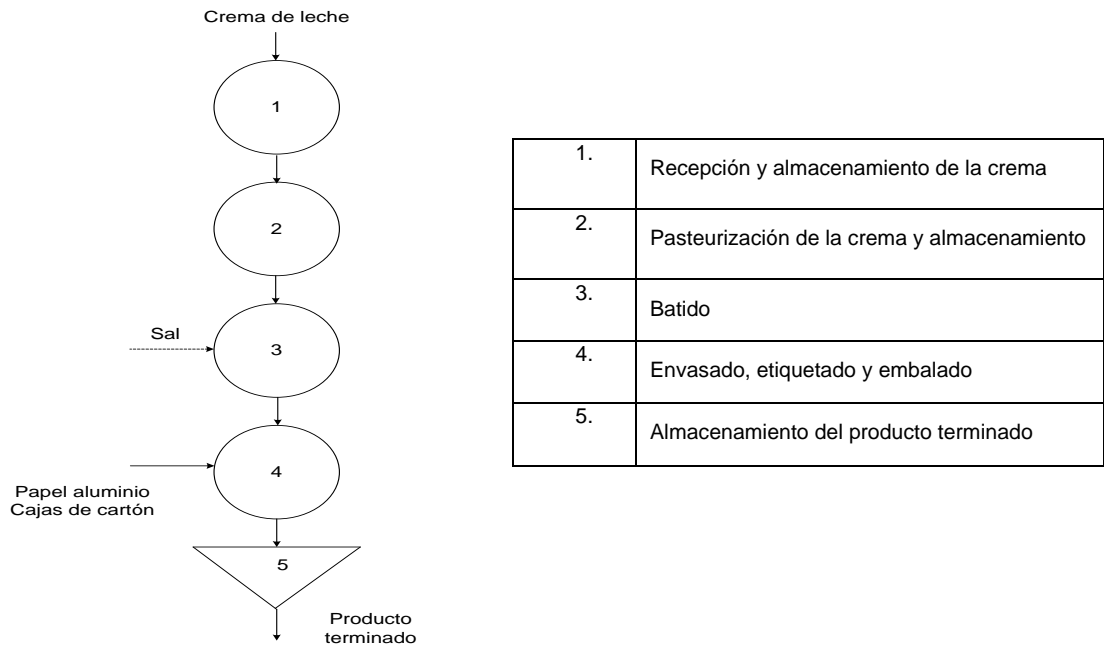 Crema de leche
1
2
Sal
3
4
Papel aluminio
Cajas de cartón
5
Producto
terminado
1. Recepción y almacenamiento de la crema
2. Pasteurización de la crema y almacenamiento
3. Batido
4. Envasado, etiquetado y embalado
5. Almacenamiento del producto terminado